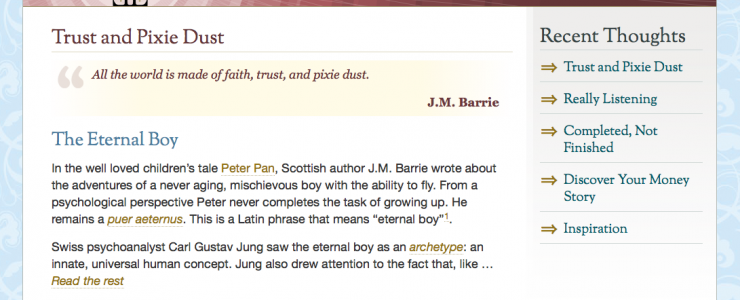 Trust and Pixie Dust
“ All the world is made of faith, trust, and pixie dust.
J.M. Barrie
The Eternal Boy
In the well loved children’s tale Peter Pan, Scottish author J.M. Barrie wrote about
the adventures of a never aging, mischievous boy with the ability to fly. From a
psychological perspective Peter never completes the task of growing up. He
remains a puer aeternus. This is a Latin phrase that means “eternal boy”1.
Swiss psychoanalyst Carl Gustav Jung saw the eternal boy as an archetype: an
innate, universal human concept. Jung also drew attention to the fact that, like …
Read the rest
Recent Thoughts
⇒ Trust and Pixie Dust
⇒ Really Listening
⇒ Completed, Not
Finished
⇒ Discover Your Money
Story
⇒ Inspiration